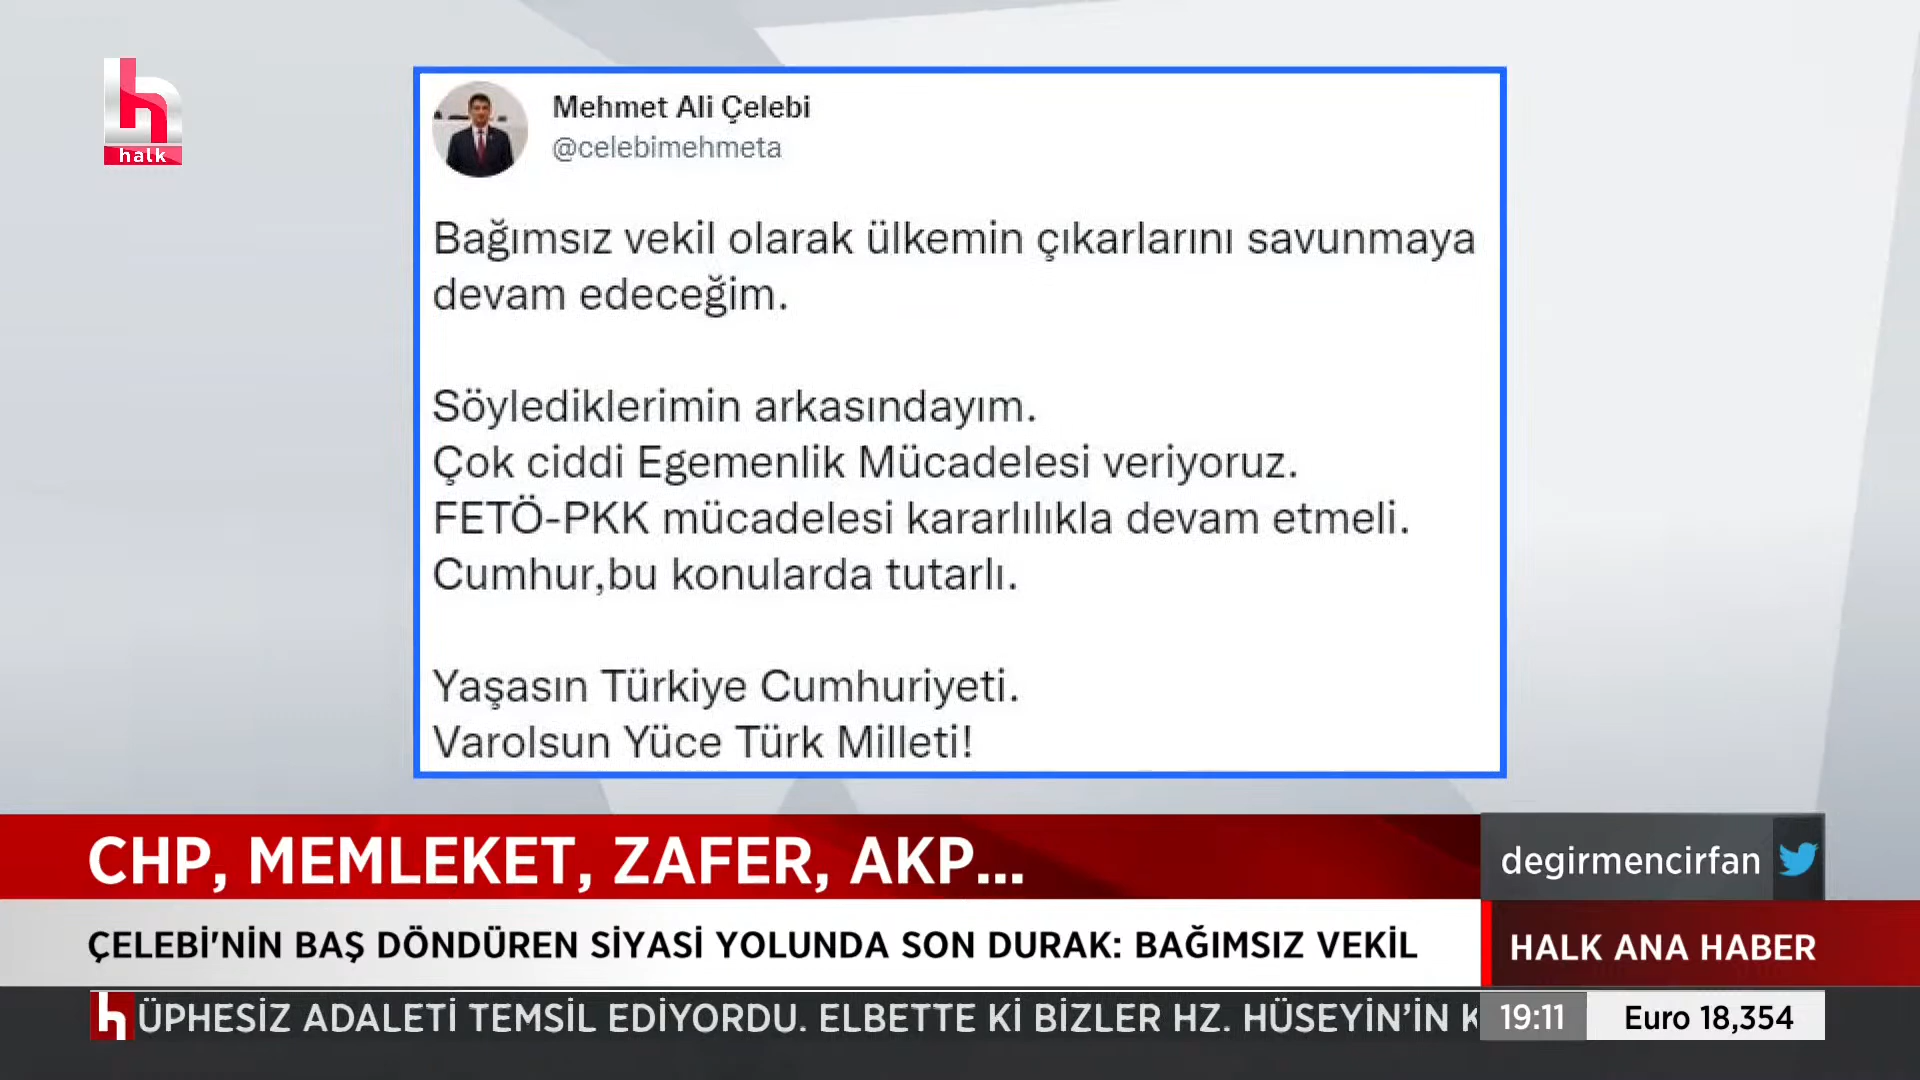 halk
Mehmet Ali Çelebi
@celebimehmeta
Bağımsız vekil olarak ülkemin çıkarlarını savunmaya
devam edeceğim.
Söylediklerimin arkasındayım.
Çok ciddi Egemenlik Mücadelesi veriyoruz.
FETÖ-PKK mücadelesi kararlılıkla devam etmeli.
Cumhur,bu konularda tutarlı.
Yaşasın Türkiye Cumhuriyeti.
Varolsun Yüce Türk Milleti!
CHP, MEMLEKET, ZAFER, AKP...
degirmencirfan
ÇELEBİ'NİN BAŞ DÖNDÜREN SİYASİ YOLUNDA SON DURAK: BAĞIMSIZ VEKİL
HALK ANA HABER
ÜPHESİZ ADALETİ TEMSİL EDİYORDU. ELBETTE Kİ BİZLER HZ. HÜSEYİN'İN K
19:11
Euro 18,354